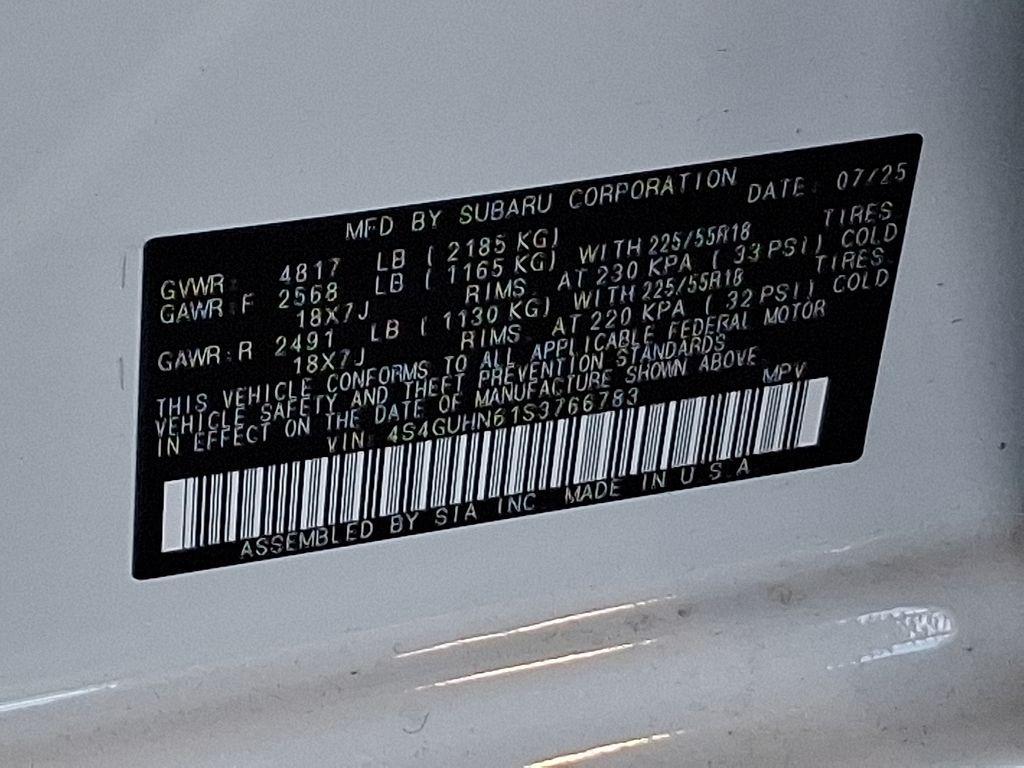 MFD BY SUBARU CORPORATION DATE: 07/25
GVWR: 4817 LB ( 2185 KG)
GAWR:F 2568 LB ( 1165 KG) WITH 225/55R18 TIRES
18X7J RIMS AT 230 KPA ( 33 PSI) COLD
GAWR:R 2491 LB ( 1130 KG) WITH 225/55R18 TIRES
18X7J RIMS AT 220 KPA ( 32 PSI) COLD
THIS VEHICLE CONFORMS TO ALL APPLICABLE FEDERAL MOTOR
VEHICLE SAFETY AND THEFT PREVENTION STANDARDS
IN EFFECT ON THE DATE OF MANUFACTURE SHOWN ABOVE
VIN: 4S4GUHN61S3766783 MPV
ASSEMBLED BY SIA INC. MADE IN U.S.A.